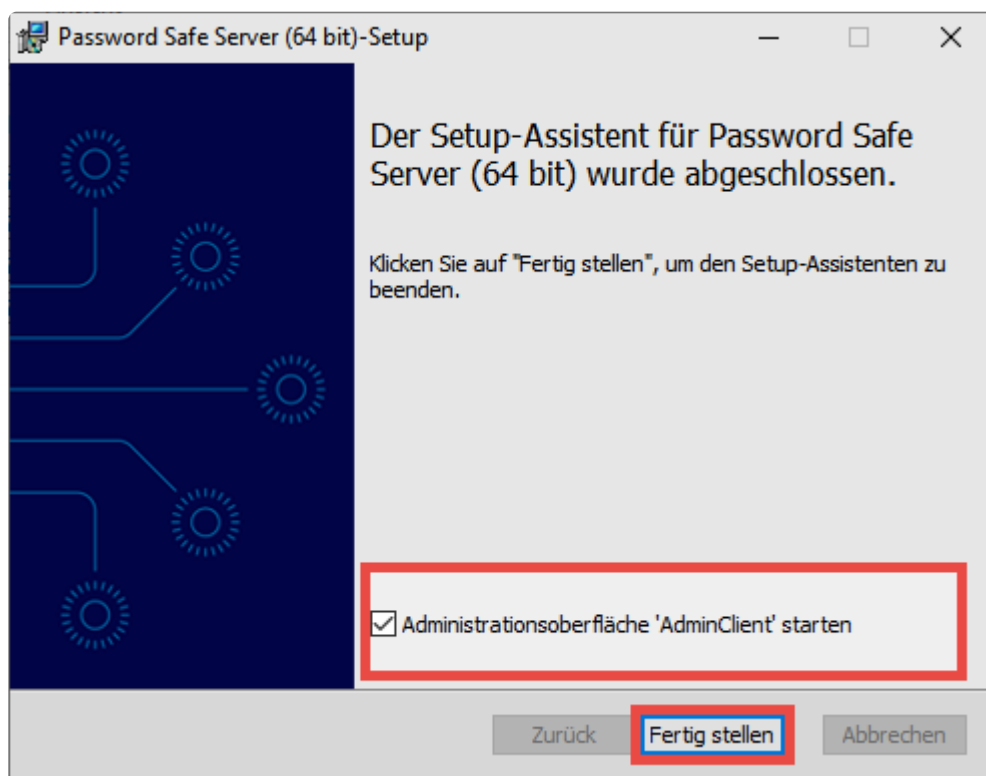 Password Safe Server (64 bit)-Setup
Der Setup-Assistent für Password Safe
Server (64 bit) wurde abgeschlossen.
Klicken Sie auf "Fertig stellen", um den Setup-Assistenten zu
beenden.
Administrationsoberfläche 'AdminClient' starten
Zurück Fertig stellen Abbrechen